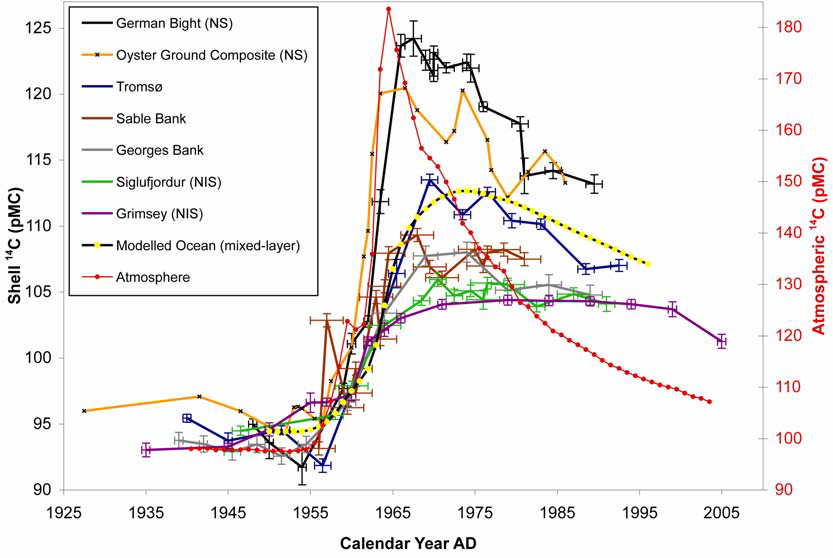 German Bight (NS)
Oyster Ground Composite (NS)
Tromsø
Sable Bank
Georges Bank
Siglufjordur (NIS)
Grimsey (NIS)
Modelled Ocean (mixed-layer)
Atmosphere
Shell ¹⁴C (pMC)
125
120
115
110
105
100
95
90
Atmospheric ¹⁴C (pMC)
180
170
160
150
140
130
120
110
100
90
1925 1935 1945 1955 1965 1975 1985 1995 2005
Calendar Year AD